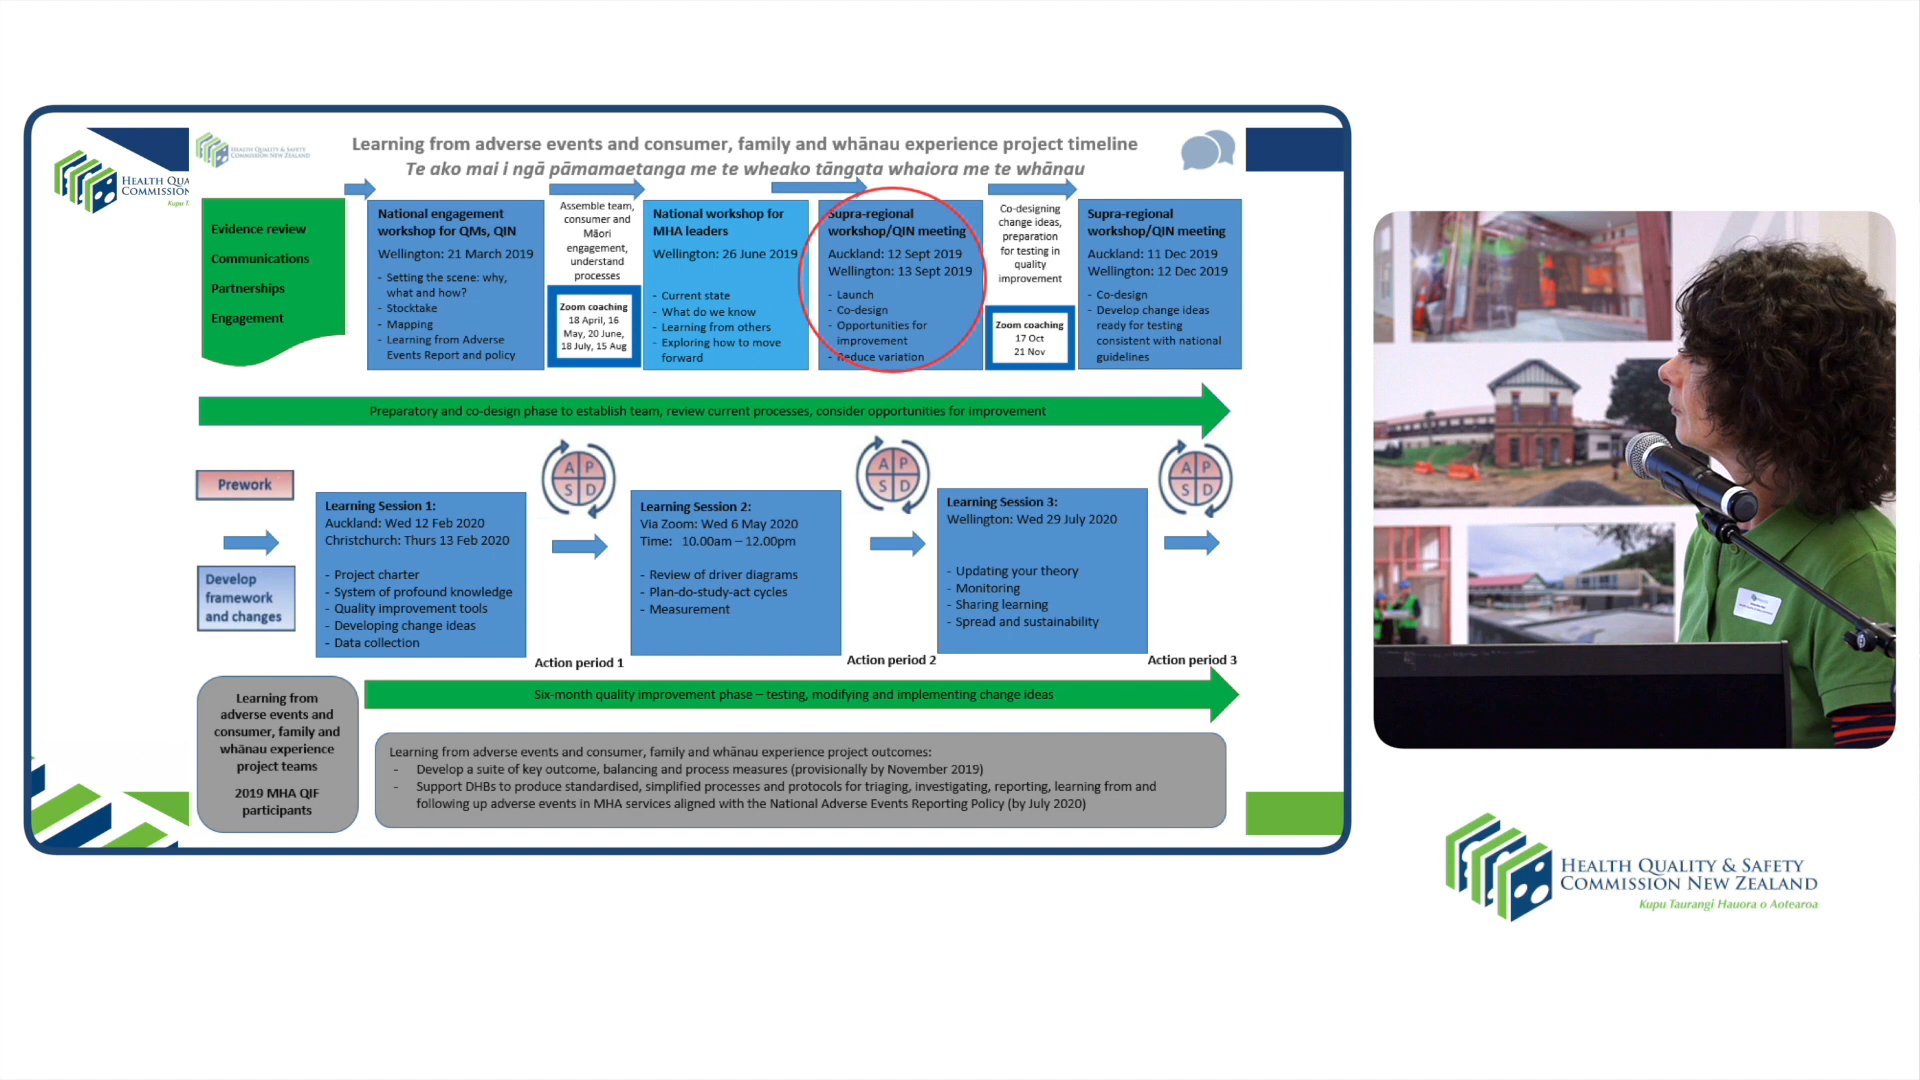 HEALTH QUA
COMMISSION
HEALTH QUALITY & SAFETY
COMMISSION NEW ZEALAND
Learning from adverse events and consumer, family and whānau experience project timeline
Te ako mai i ngā pāmamaetanga me te wheako tāngata whaiora me te whānau
Evidence review
Communications
Partnerships
Engagement
National engagement
workshop for QMs, QIN
Wellington: 21 March 2019
- Setting the scene: why,
what and how?
- Stocktake
- Mapping
- Learning from Adverse
Events Report and policy
Assemble team,
consumer and
Māori
engagement,
understand
processes
Zoom coaching
18 April, 16
May, 20 June,
18 July, 15 Aug
National workshop for
MHA leaders
Wellington: 26 June 2019
- Current state
- What do we know
- Learning from others
- Exploring how to move
forward
Supra-regional
workshop/QIN meeting
Auckland: 12 Sept 2019
Wellington: 13 Sept 2019
- Launch
- Co-design
- Opportunities for
improvement
- Reduce variation
Co-designing
change ideas,
preparation
for testing in
quality
improvement
Zoom coaching
17 Oct
21 Nov
Supra-regional
workshop/QIN meeting
Auckland: 11 Dec 2019
Wellington: 12 Dec 2019
- Co-design
- Develop change ideas
ready for testing
consistent with national
guidelines
Preparatory and co-design phase to establish team, review current processes, consider opportunities for improvement
Prework
Develop
framework
and changes
Learning Session 1:
Auckland: Wed 12 Feb 2020
Christchurch: Thurs 13 Feb 2020
- Project charter
- System of profound knowledge
- Quality improvement tools
- Developing change ideas
- Data collection
A P
S D
Action period 1
Learning Session 2:
Via Zoom: Wed 6 May 2020
Time: 10.00am – 12.00pm
- Review of driver diagrams
- Plan-do-study-act cycles
- Measurement
A P
S D
Action period 2
Learning Session 3:
Wellington: Wed 29 July 2020
- Updating your theory
- Monitoring
- Sharing learning
- Spread and sustainability
A P
S D
Action period 3
Six-month quality improvement phase – testing, modifying and implementing change ideas
Learning from
adverse events and
consumer, family and
whānau experience
project teams
2019 MHA QIF
participants
Learning from adverse events and consumer, family and whānau experience project outcomes:
- Develop a suite of key outcome, balancing and process measures (provisionally by November 2019)
- Support DHBs to produce standardised, simplified processes and protocols for triaging, investigating, reporting, learning from and
following up adverse events in MHA services aligned with the National Adverse Events Reporting Policy (by July 2020)
HEALTH QUALITY & SAFETY
COMMISSION NEW ZEALAND
Kupu Taurangi Hauora o Aotearoa